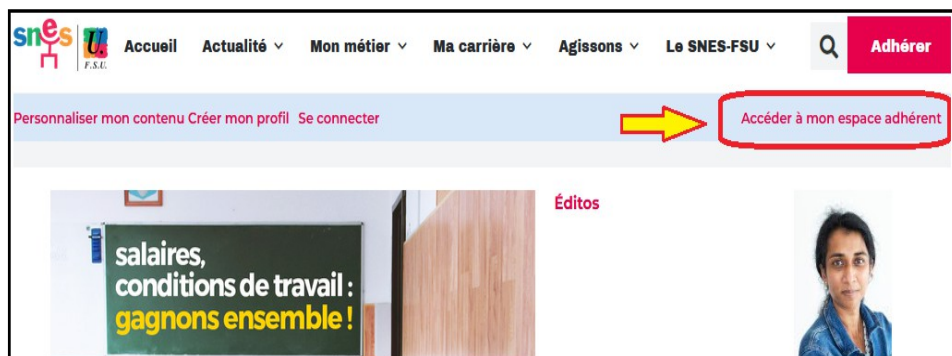 snes U. F.S.U. Accueil Actualité Mon métier Ma carrière Agissons Le SNES-FSU Adhérer
Personnaliser mon contenu Créer mon profil Se connecter Accéder à mon espace adhérent
Éditos
salaires,
conditions de travail :
gagnons ensemble !